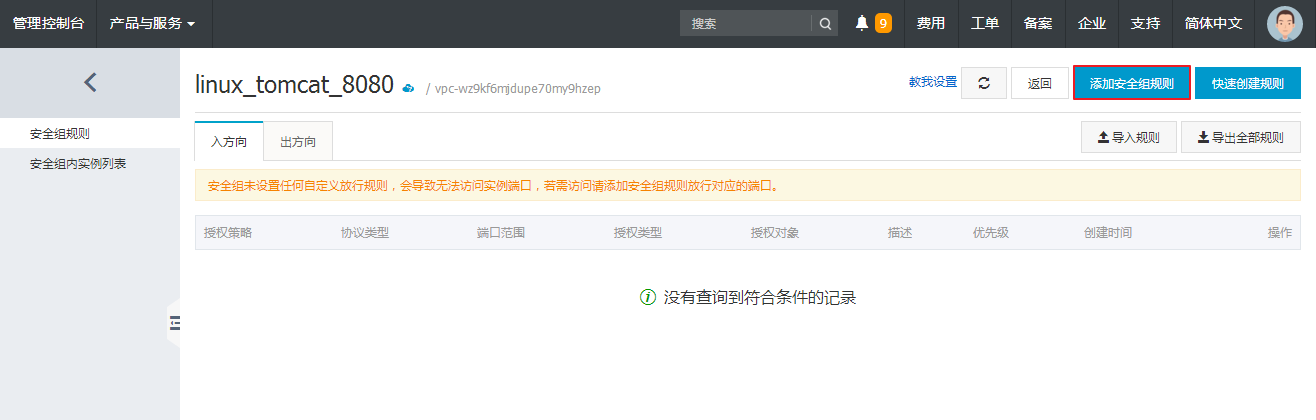 管理控制台 产品与服务 搜索 9 费用 工单 备案 企业 支持 简体中文
linux_tomcat_8080 / vpc-wz9kf6mjdupe70my9hzep 教我设置 返回 添加安全组规则 快速创建规则
安全组规则
安全组内实例列表
入方向 出方向 导入规则 导出全部规则
安全组未设置任何自定义放行规则，会导致无法访问实例端口，若需访问请添加安全组规则放行对应的端口。
授权策略 协议类型 端口范围 授权类型 授权对象 描述 优先级 创建时间 操作
没有查询到符合条件的记录